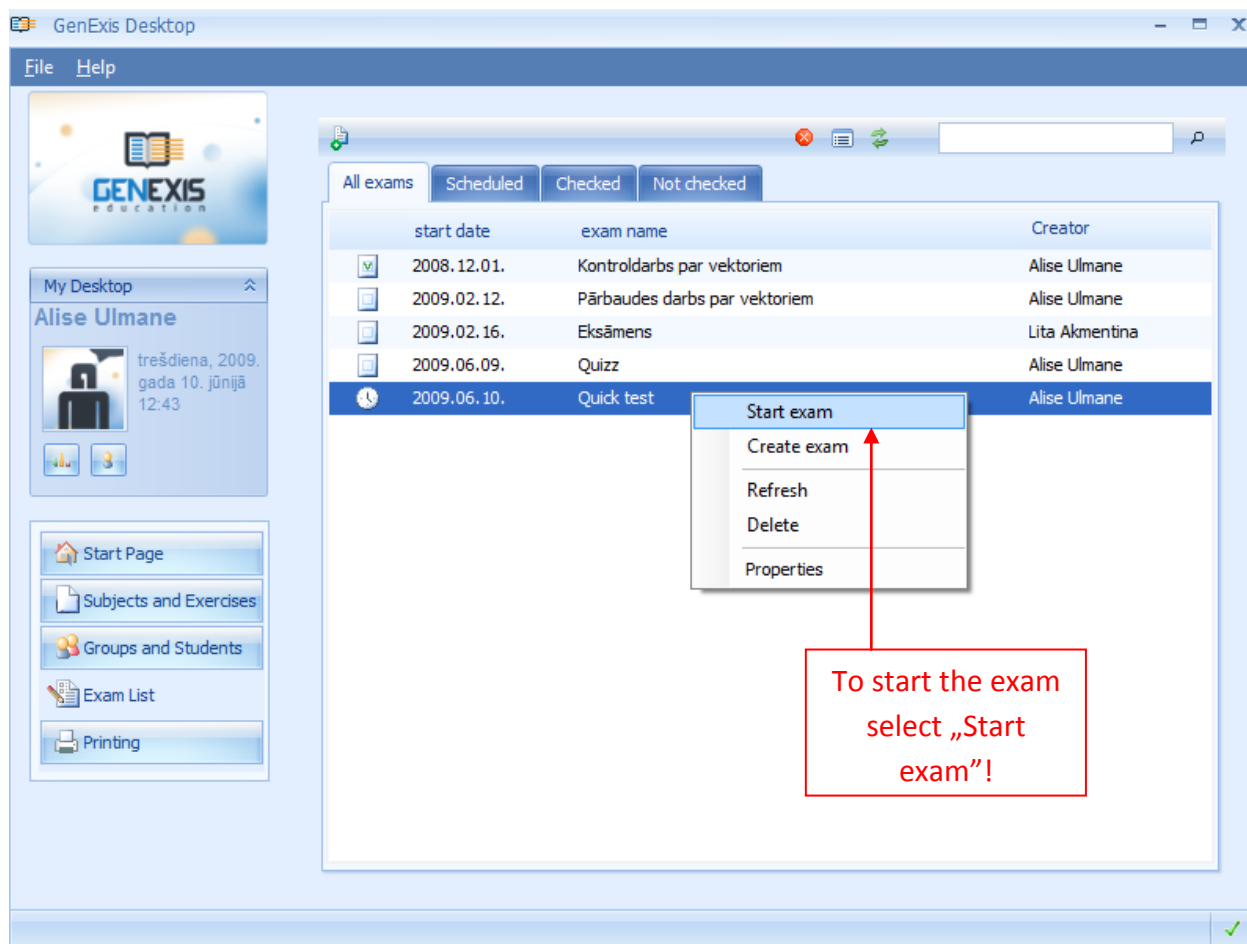 GenExis Desktop
File Help
GENEXIS
education
My Desktop
Alise Ulmane
trešdiena, 2009.
gada 10. jūnijā
12:43
Start Page
Subjects and Exercises
Groups and Students
Exam List
Printing
All exams Scheduled Checked Not checked
start date exam name Creator
2008.12.01. Kontroldarbs par vektoriem Alise Ulmane
2009.02.12. Pārbaudes darbs par vektoriem Alise Ulmane
2009.02.16. Eksāmens Lita Akmentina
2009.06.09. Quizz Alise Ulmane
2009.06.10. Quick test Alise Ulmane
Start exam
Create exam
Refresh
Delete
Properties
To start the exam
select „Start
exam”!